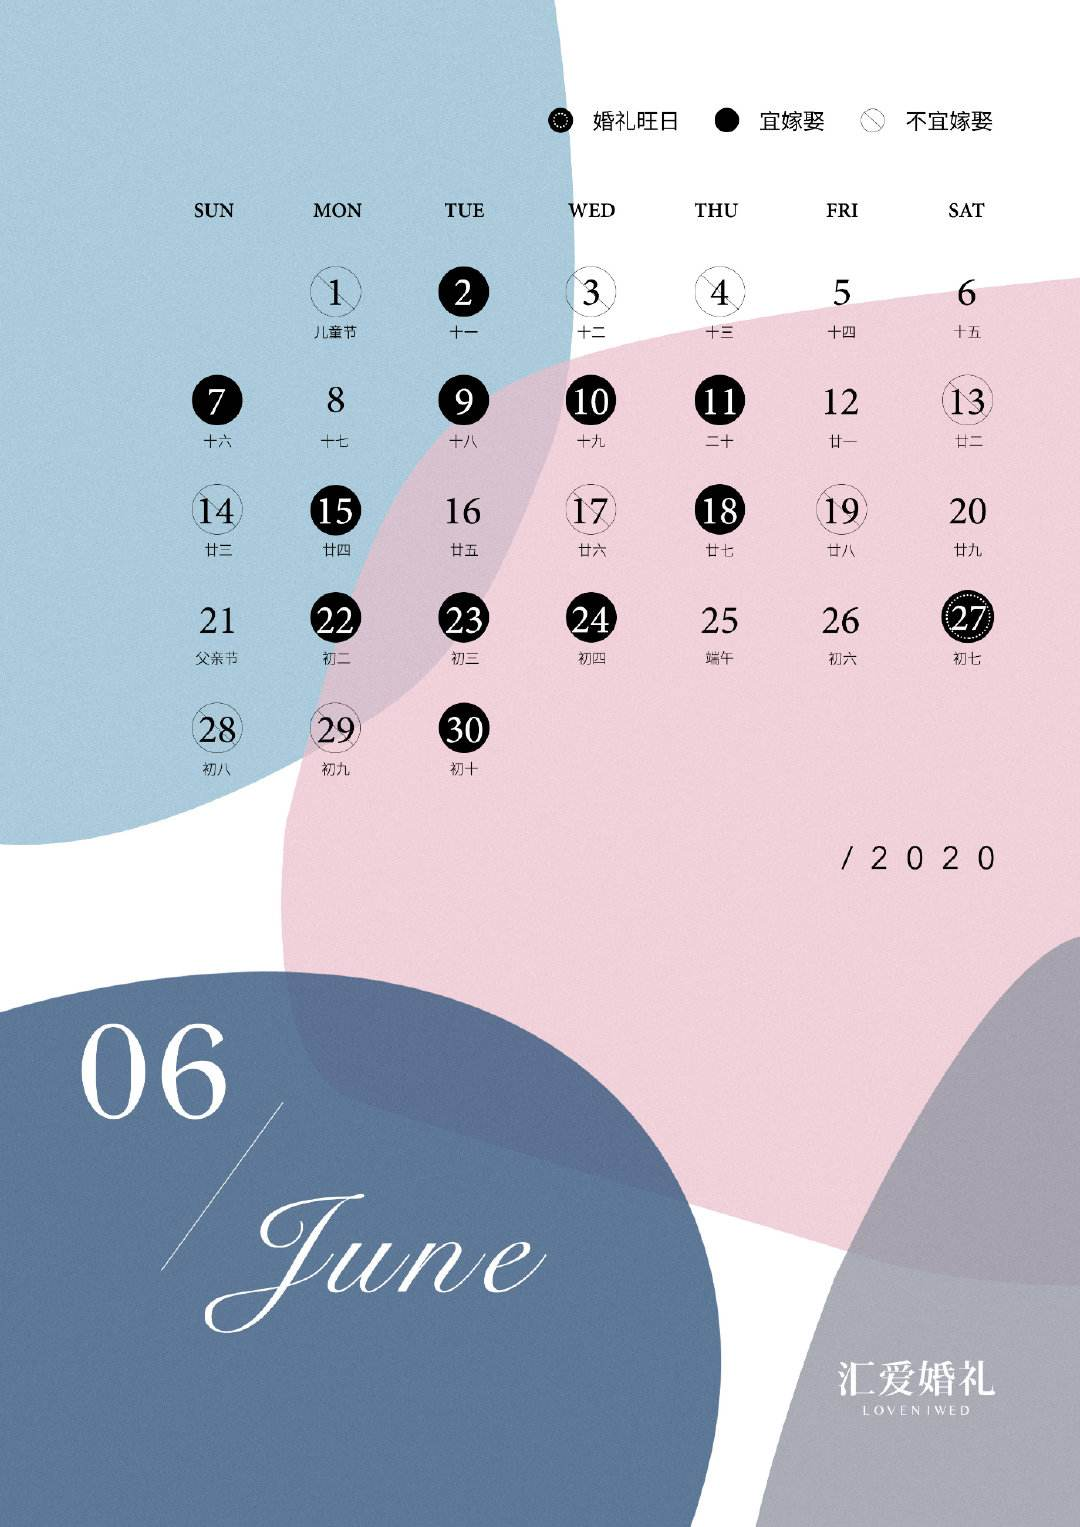 婚礼旺日 宜嫁娶 不宜嫁娶
SUN MON TUE WED THU FRI SAT
1 2 3 4 5 6
儿童节 十一 十二 十三 十四 十五
7 8 9 10 11 12 13
十六 十七 十八 十九 二十 廿一 廿二
14 15 16 17 18 19 20
廿三 廿四 廿五 廿六 廿七 廿八 廿九
21 22 23 24 25 26 27
父亲节 初二 初三 初四 端午 初六 初七
28 29 30
初八 初九 初十
/2020
06
June
汇爱婚礼
LOVENIWED